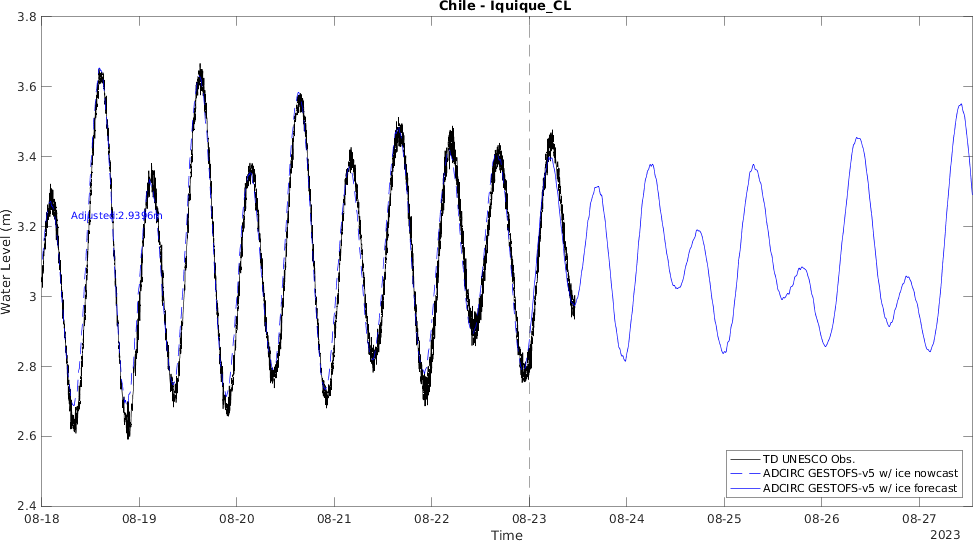 Chile - Iquique_CL
3.8
3.6
3.4
3.2
3
2.8
2.6
2.4
Water Level (m)
Adjusted:2.9396m
TD UNESCO Obs.
ADCIRC GESTOFS-v5 w/ ice nowcast
ADCIRC GESTOFS-v5 w/ ice forecast
08-18 08-19 08-20 08-21 08-22 08-23 08-24 08-25 08-26 08-27
Time
2023